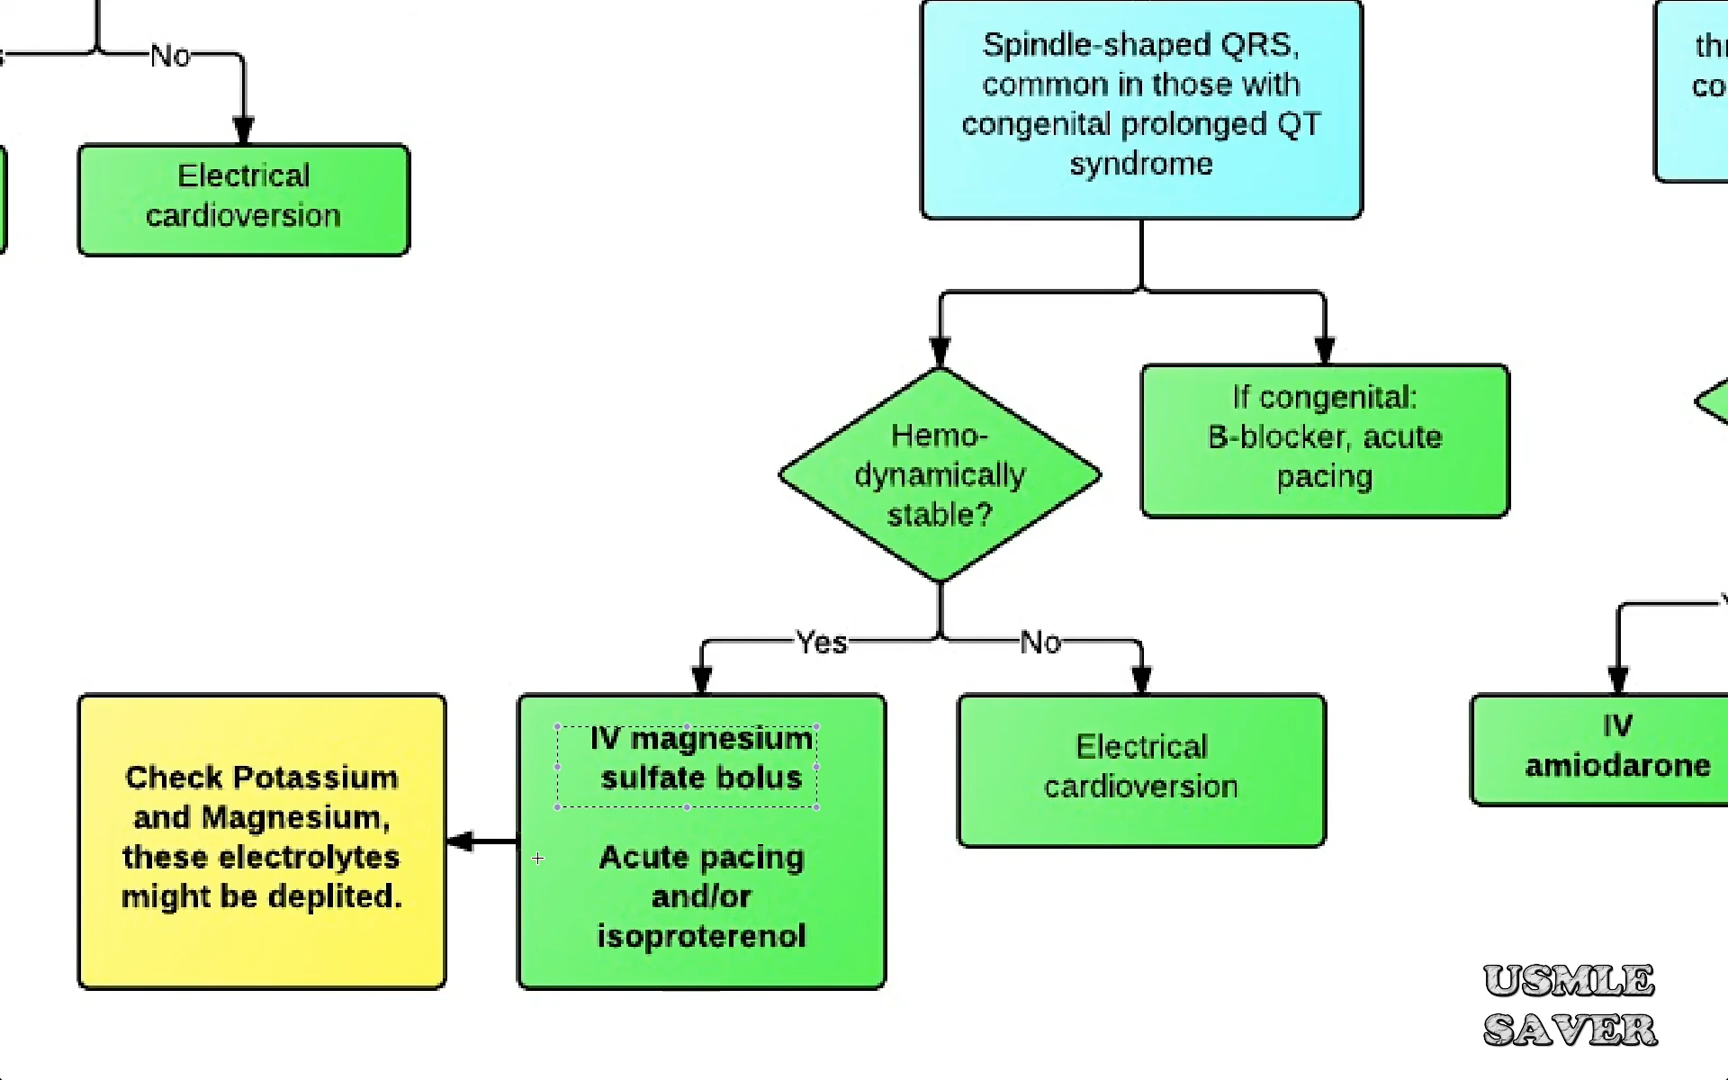 No
Electrical
cardioversion
Spindle-shaped QRS,
common in those with
congenital prolonged QT
syndrome
Hemo-
dynamically
stable?
If congenital:
B-blocker, acute
pacing
Yes
No
Check Potassium
and Magnesium,
these electrolytes
might be deplited.
IV magnesium
sulfate bolus
Acute pacing
and/or
isoproterenol
Electrical
cardioversion
IV
amiodarone
USMLE
SAVER